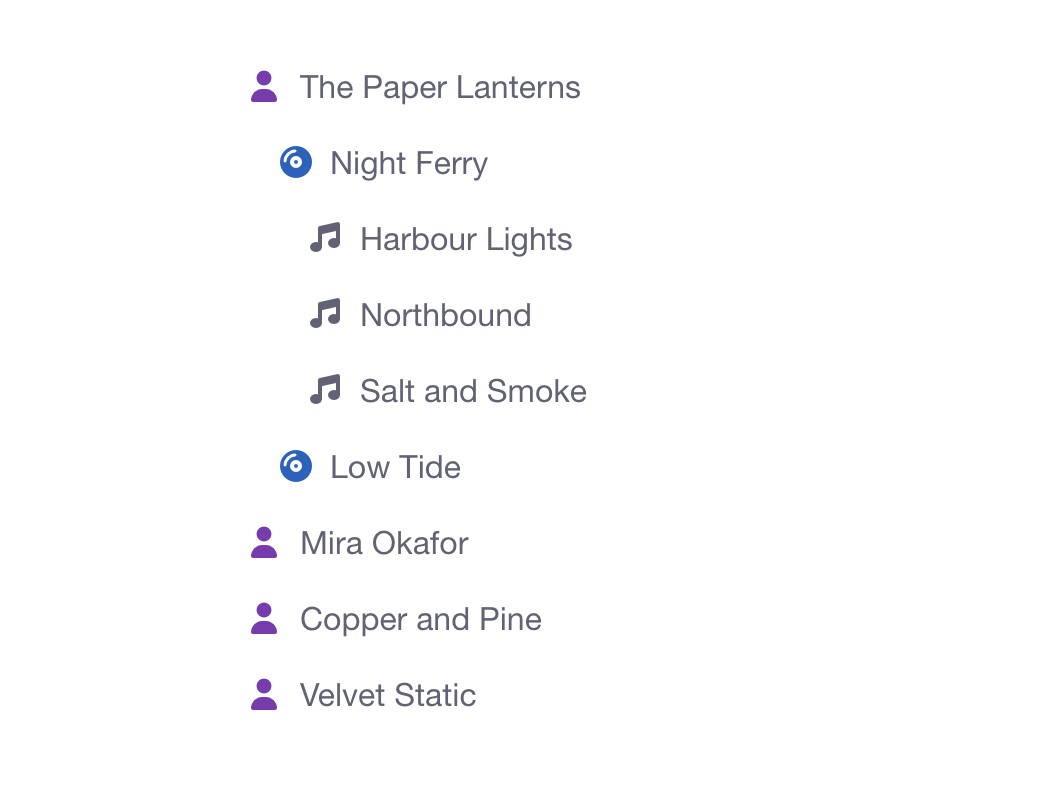 The Paper Lanterns
Night Ferry
Harbour Lights
Northbound
Salt and Smoke
Low Tide
Mira Okafor
Copper and Pine
Velvet Static